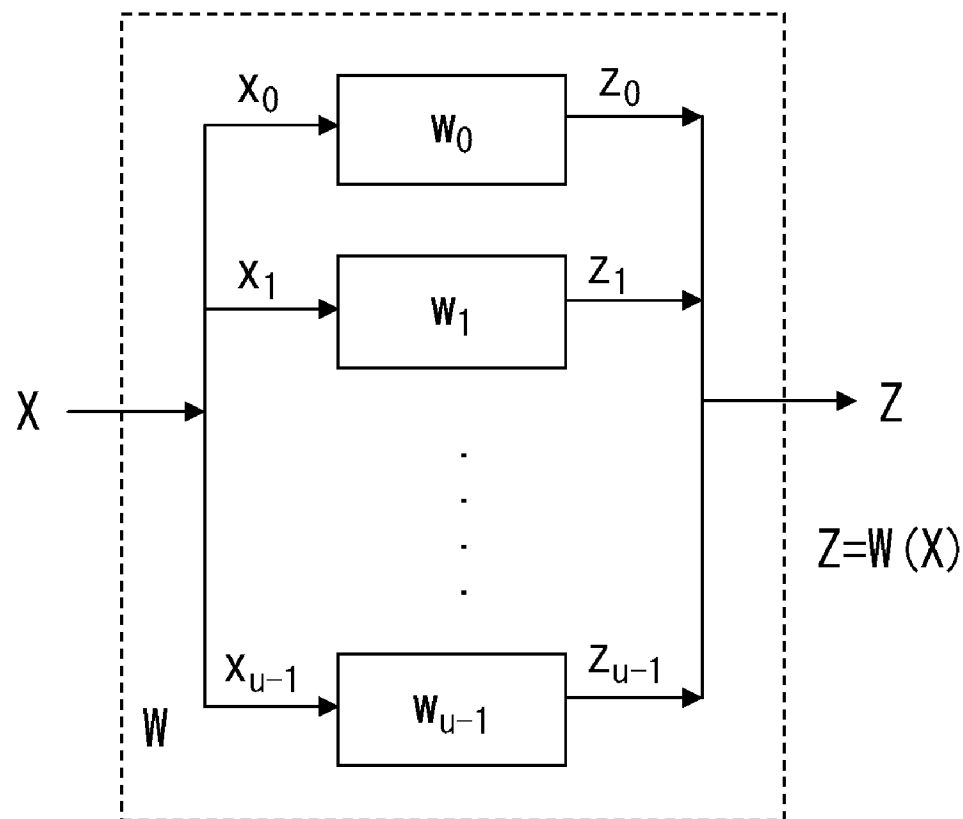 x₀ w₀ z₀
x₁ w₁ z₁
X Z
Z=W(X)
xᵤ₋₁ wᵤ₋₁ zᵤ₋₁
W